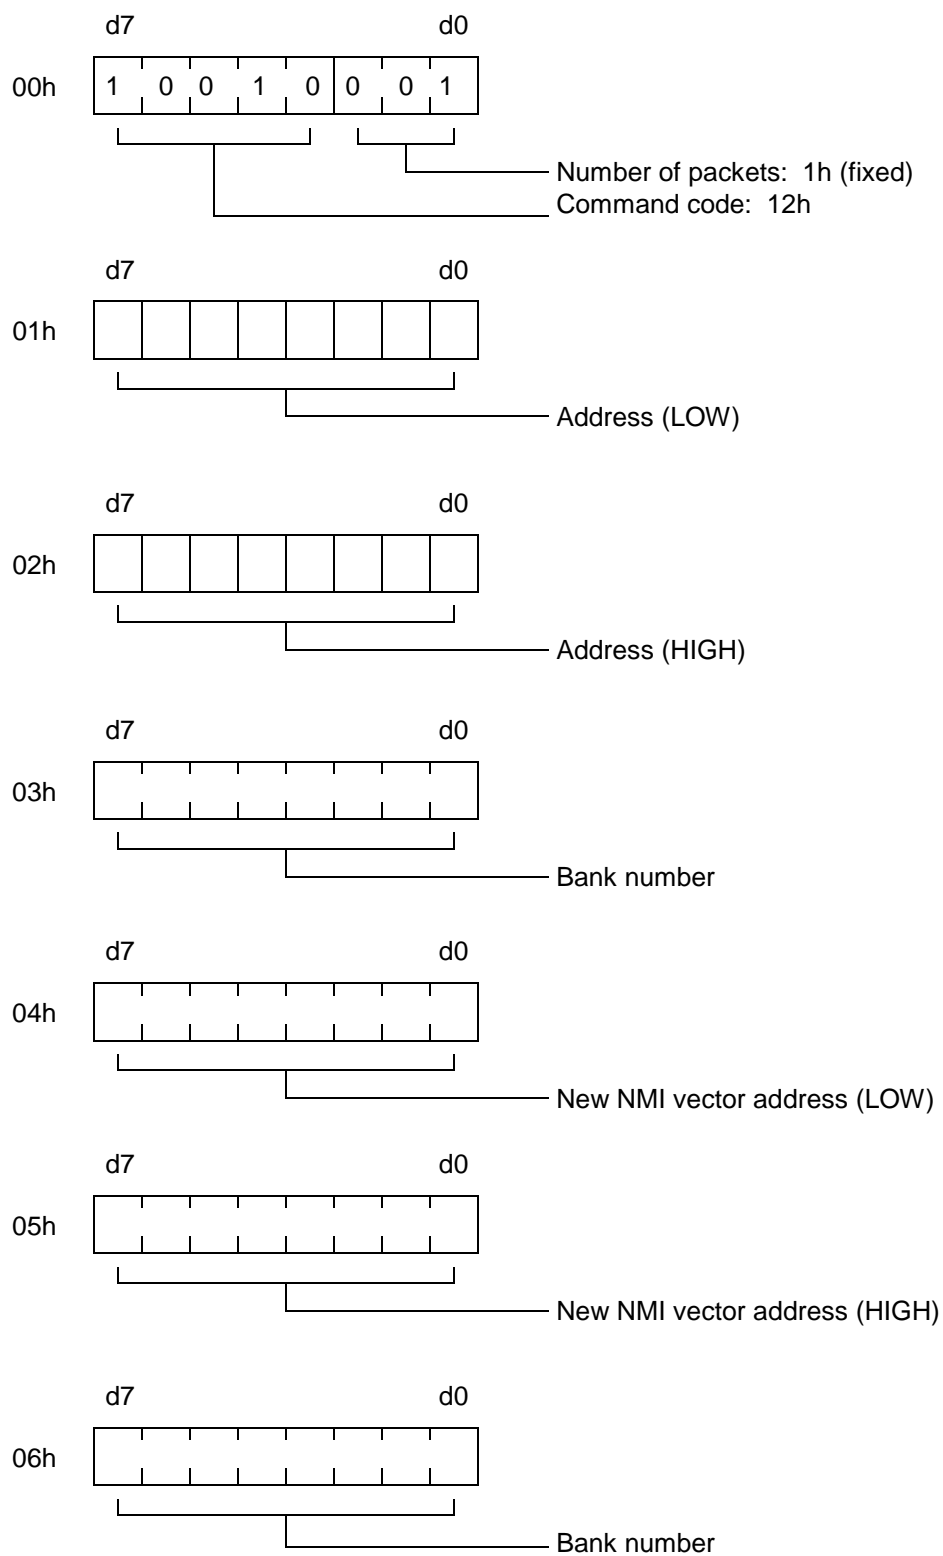 d7 d0
00h 1 0 0 1 0 0 0 1
Number of packets: 1h (fixed)
Command code: 12h
d7 d0
01h
Address (LOW)
d7 d0
02h
Address (HIGH)
d7 d0
03h
Bank number
d7 d0
04h
New NMI vector address (LOW)
d7 d0
05h
New NMI vector address (HIGH)
d7 d0
06h
Bank number